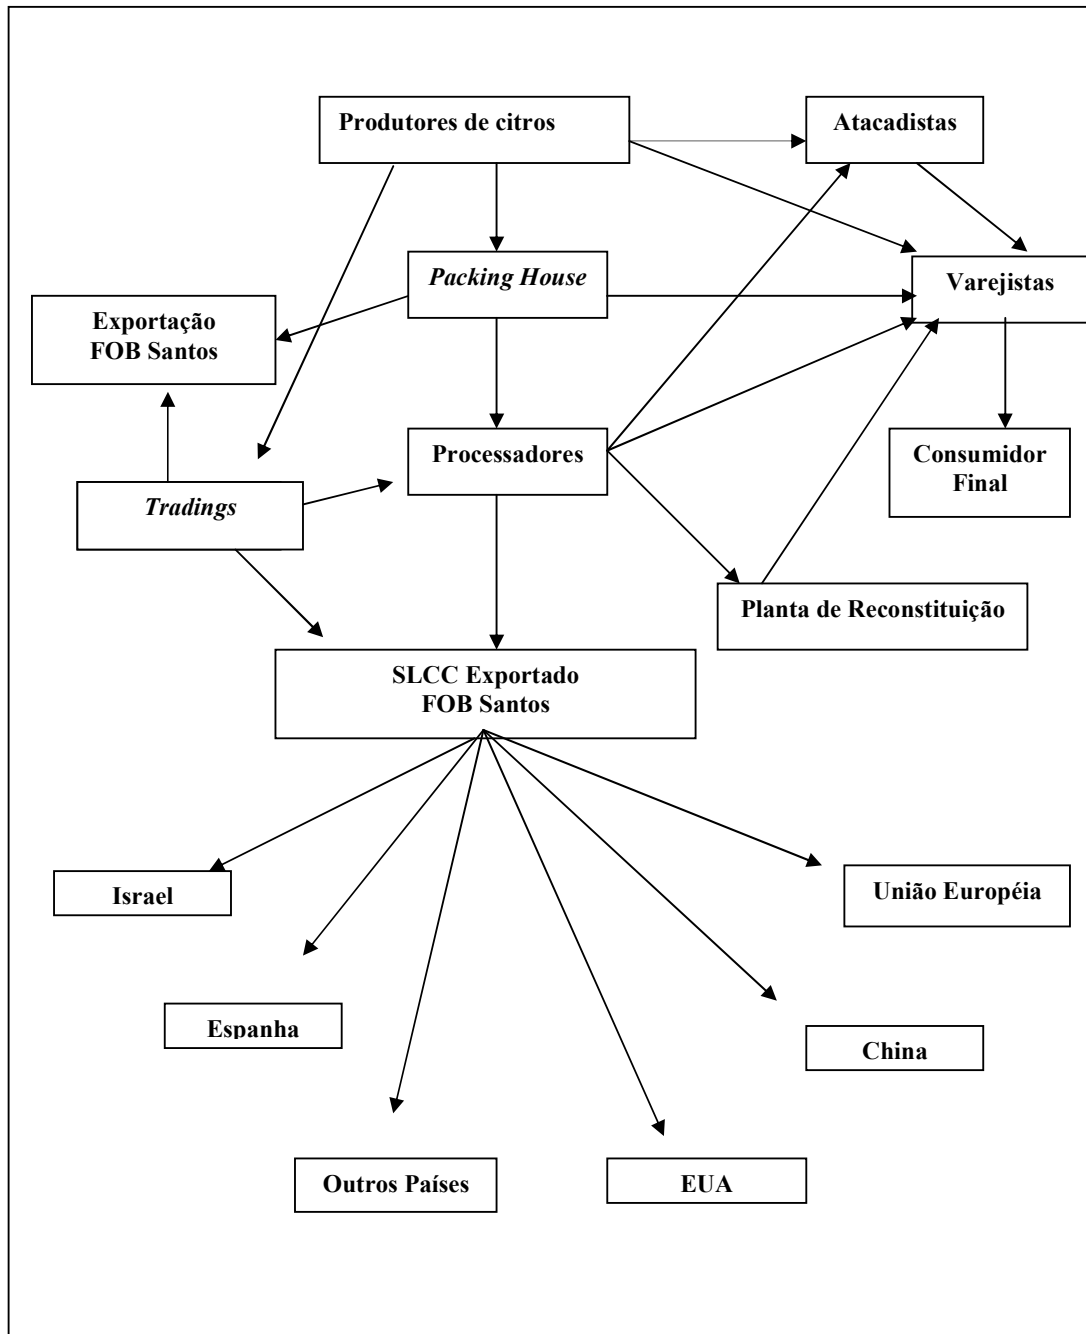 Produtores de citros
Atacadistas
Packing House
Varejistas
Exportação
FOB Santos
Processadores
Consumidor
Final
Tradings
Planta de Reconstituição
SLCC Exportado
FOB Santos
Israel
União Européia
Espanha
China
Outros Países
EUA